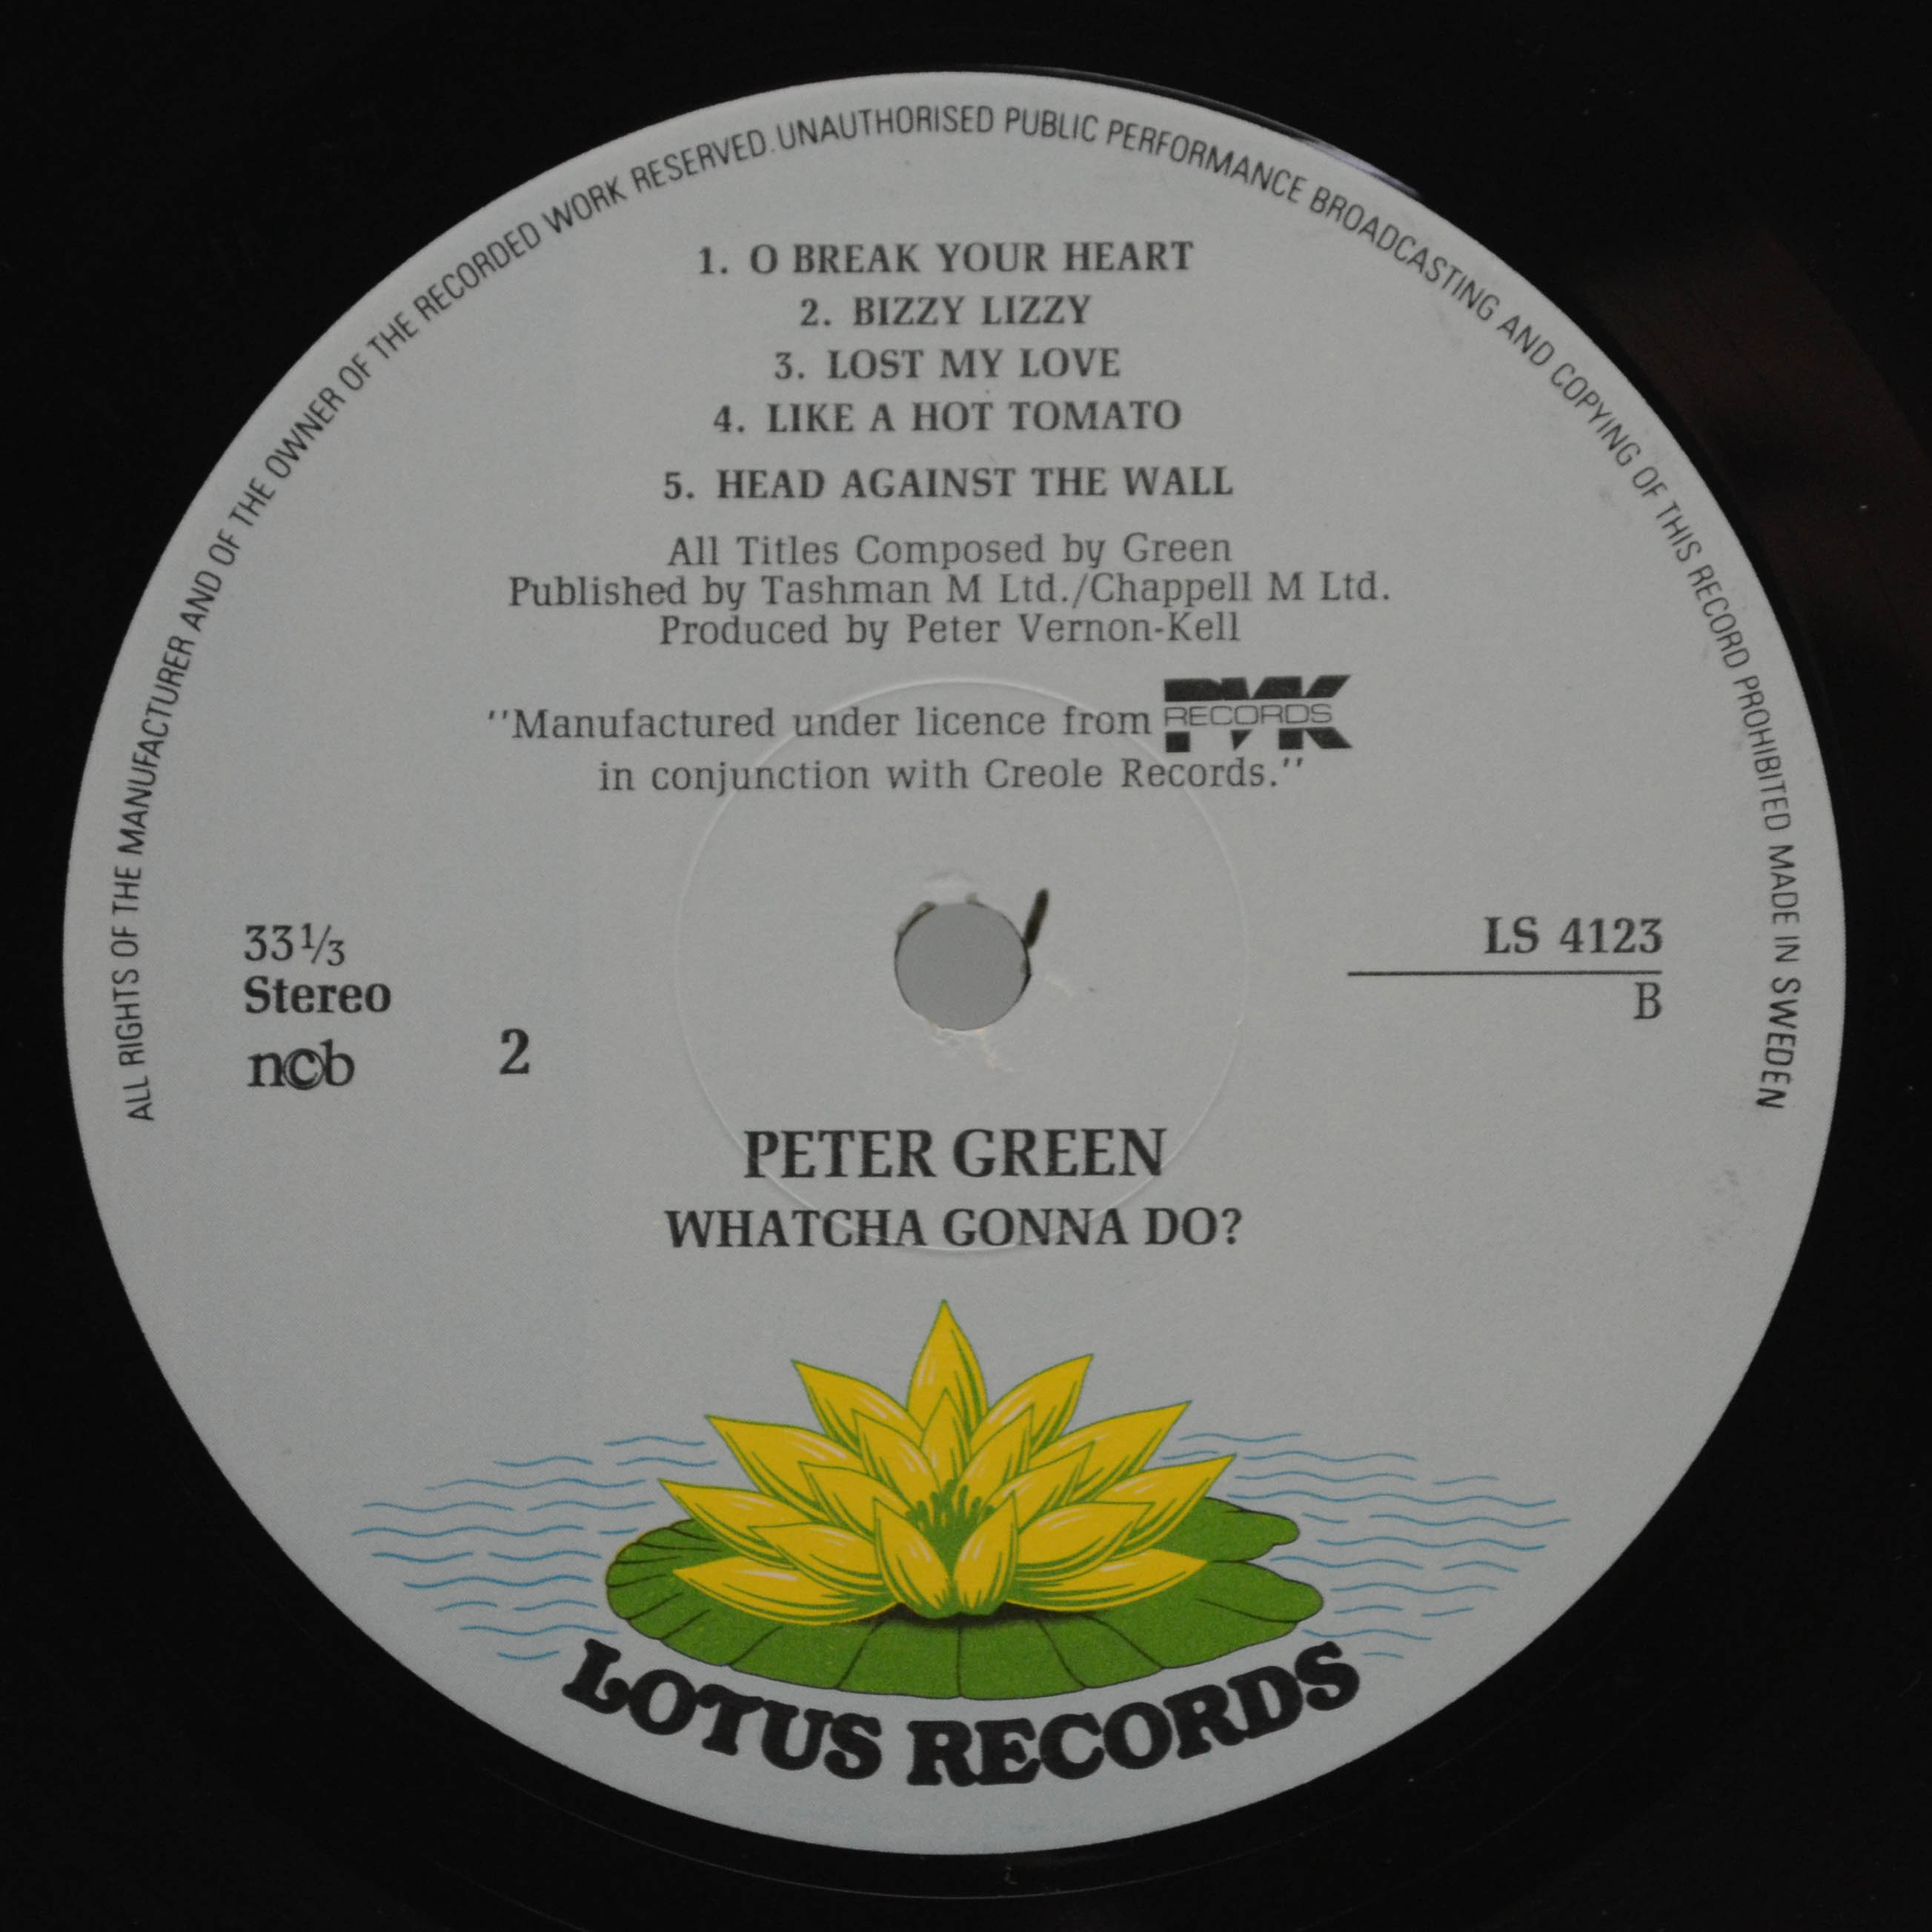 ALL RIGHTS OF THE MANUFACTURER AND OF THE OWNER OF THE RECORDED WORK RESERVED. UNAUTHORISED PUBLIC PERFORMANCE BROADCASTING AND COPYING OF THIS RECORD PROHIBITED MADE IN SWEDEN
1. O BREAK YOUR HEART
2. BIZZY LIZZY
3. LOST MY LOVE
4. LIKE A HOT TOMATO
5. HEAD AGAINST THE WALL
All Titles Composed by Green
Published by Tashman M Ltd./Chappell M Ltd.
Produced by Peter Vernon-Kell
''Manufactured under licence from PVK RECORDS
in conjunction with Creole Records.''
33 1/3
Stereo
ncb
2
LS 4123
B
PETER GREEN
WHATCHA GONNA DO?
LOTUS RECORDS